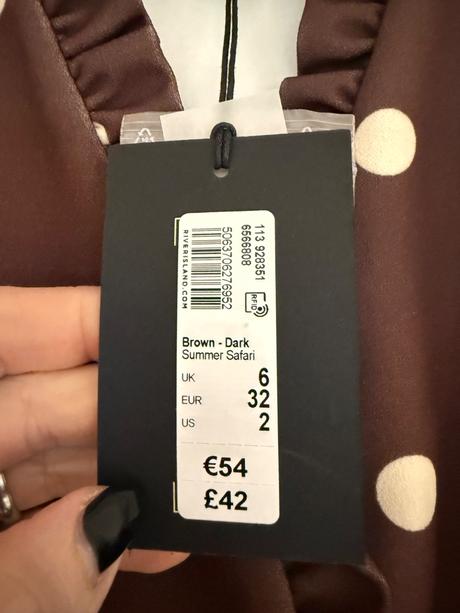 113 928351
6566808
5063706276952
RIVERISLAND.COM
RFID
Brown - Dark
Summer Safari
UK 6
EUR 32
US 2
€54
£42